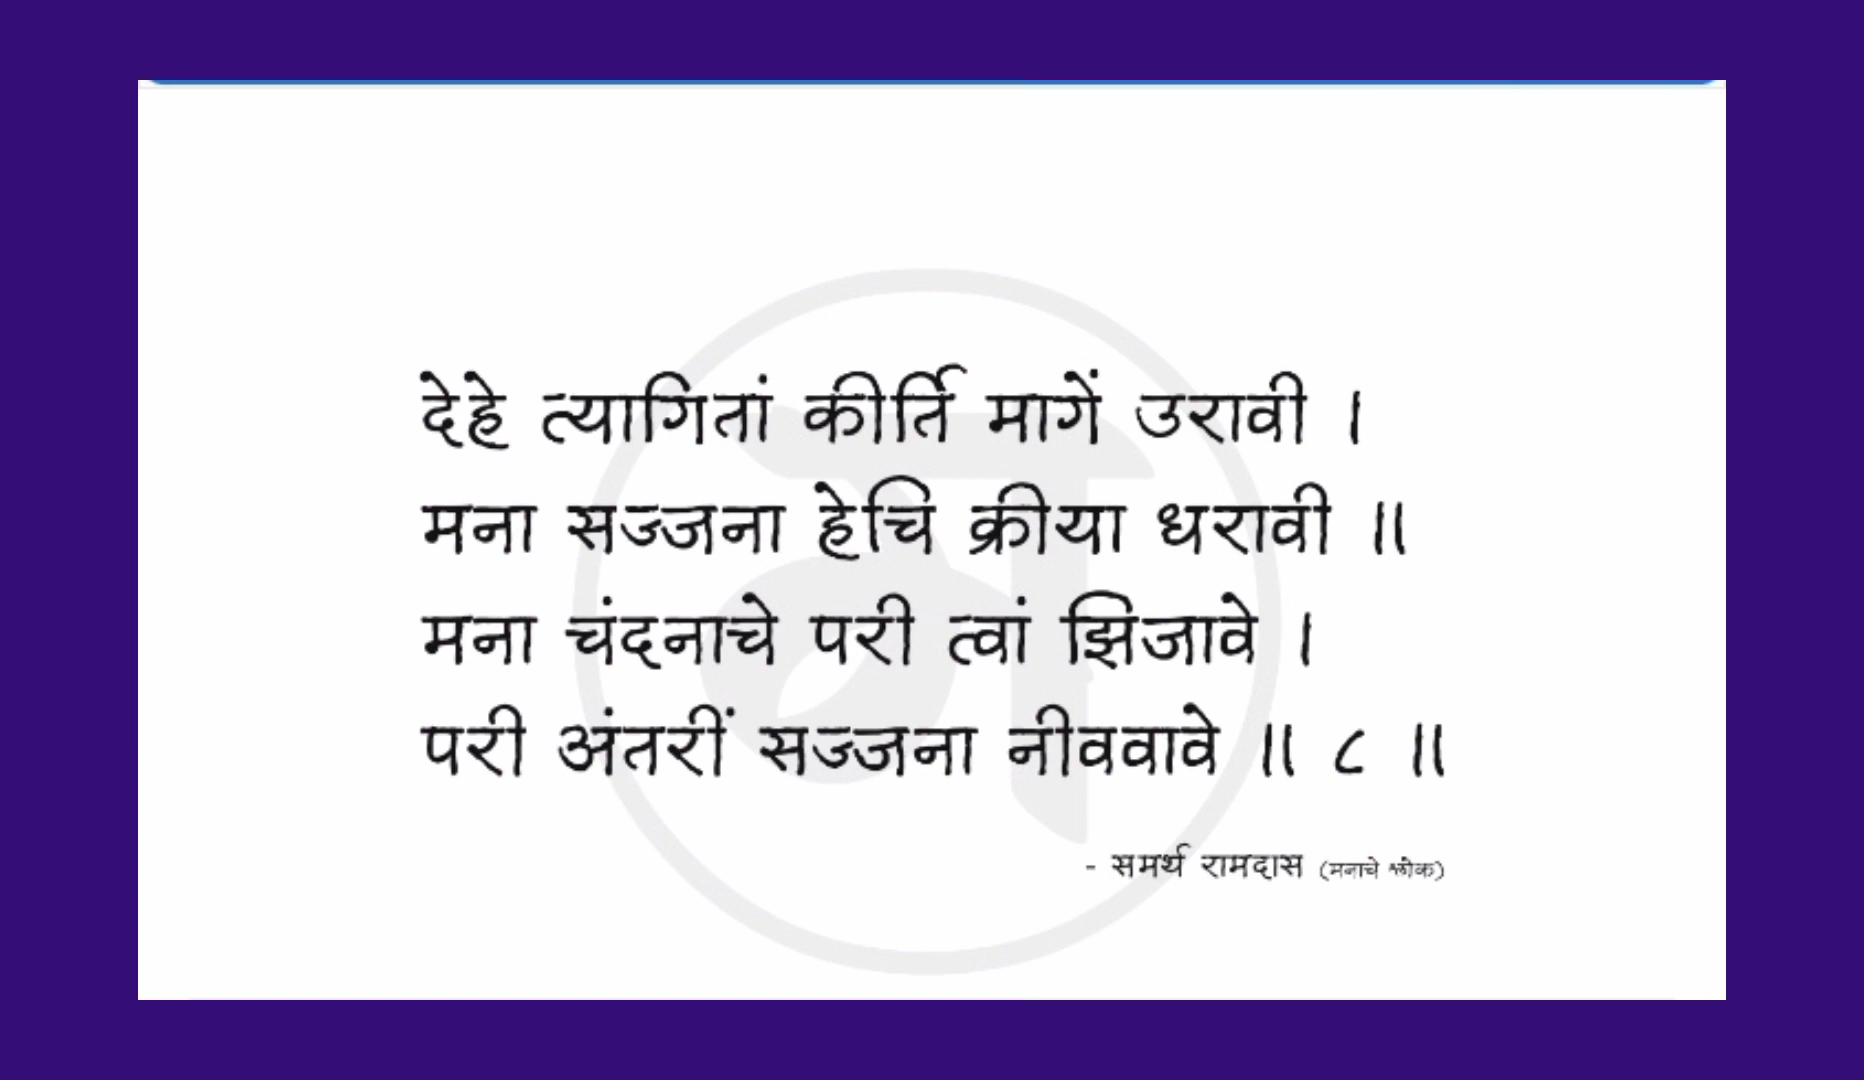 देहे त्यागितां कीर्ति मागें उरावी ।
मना सज्जना हेचि क्रीया धरावी ॥
मना चंदनाचे परी त्वां झिजावे ।
परी अंतरीं सज्जना नीववावे ॥ ८ ॥
- समर्थ रामदास (मनाचे श्लोक)